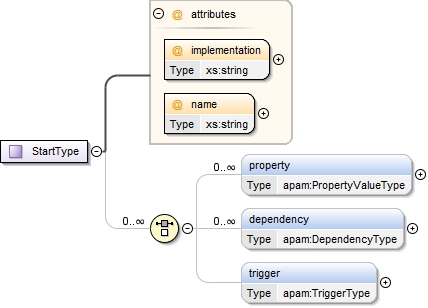 @ attributes
@ implementation
Type xs:string
@ name
Type xs:string
StartType
0..∞
0..∞ property
Type apam:PropertyValueType
0..∞ dependency
Type apam:DependencyType
trigger
Type apam:TriggerType